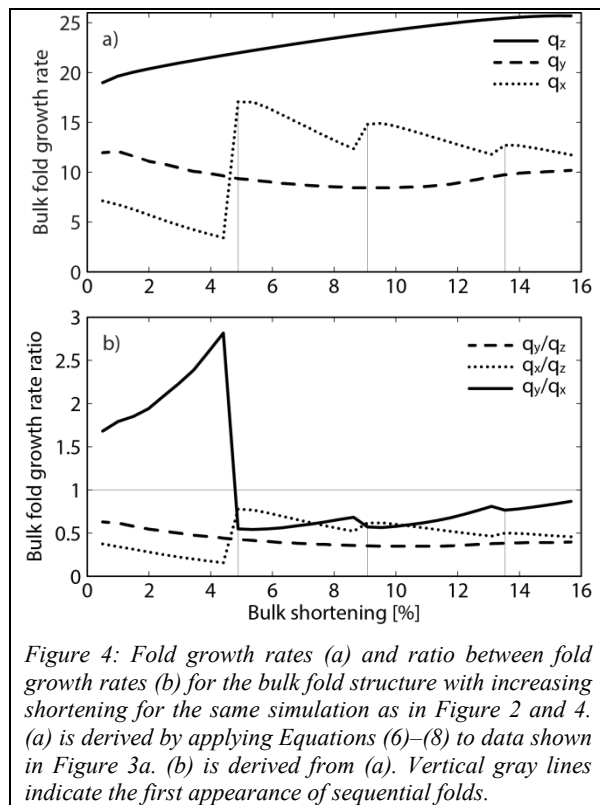 25
20
15
10
5
0
Bulk fold growth rate
a)
q_z
q_y
q_x
0 2 4 6 8 10 12 14 16
3
2.5
2
1.5
1
0.5
0
Bulk fold growth rate ratio
b)
q_y/q_z
q_x/q_z
q_y/q_x
0 2 4 6 8 10 12 14 16
Bulk shortening [%]
Figure 4: Fold growth rates (a) and ratio between fold
growth rates (b) for the bulk fold structure with increasing
shortening for the same simulation as in Figure 2 and 4.
(a) is derived by applying Equations (6)–(8) to data shown
in Figure 3a. (b) is derived from (a). Vertical gray lines
indicate the first appearance of sequential folds.